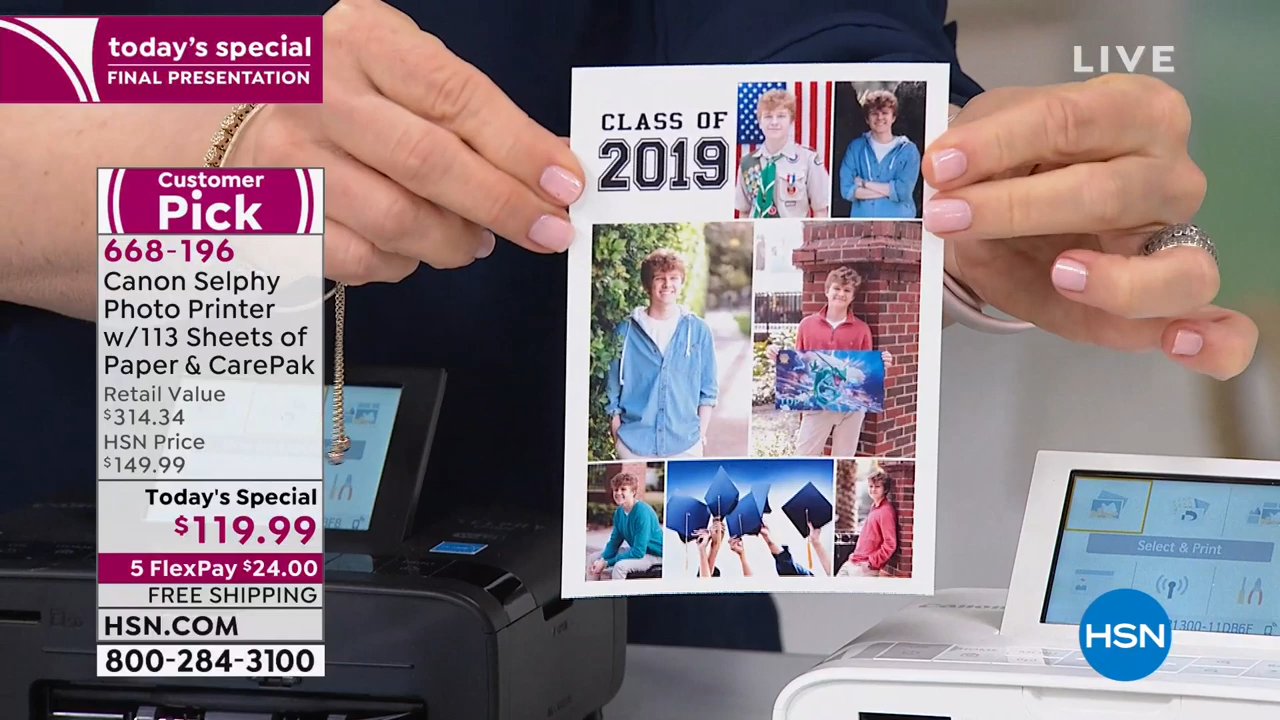 today's special
FINAL PRESENTATION
LIVE
Customer
Pick
668-196
Canon Selphy
Photo Printer
w/113 Sheets of
Paper & CarePak
Retail Value
$314.34
HSN Price
$149.99
Today's Special
$119.99
5 FlexPay $24.00
FREE SHIPPING
HSN.COM
800-284-3100
CLASS OF
2019
Select & Print
Canon
HSN